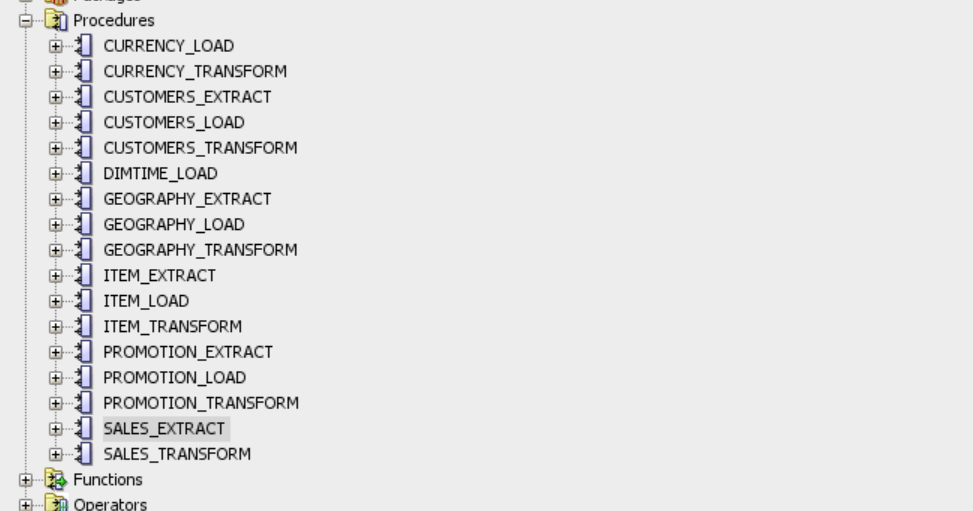 Packages
Procedures
CURRENCY_LOAD
CURRENCY_TRANSFORM
CUSTOMERS_EXTRACT
CUSTOMERS_LOAD
CUSTOMERS_TRANSFORM
DIMTIME_LOAD
GEOGRAPHY_EXTRACT
GEOGRAPHY_LOAD
GEOGRAPHY_TRANSFORM
ITEM_EXTRACT
ITEM_LOAD
ITEM_TRANSFORM
PROMOTION_EXTRACT
PROMOTION_LOAD
PROMOTION_TRANSFORM
SALES_EXTRACT
SALES_TRANSFORM
Functions
Operators